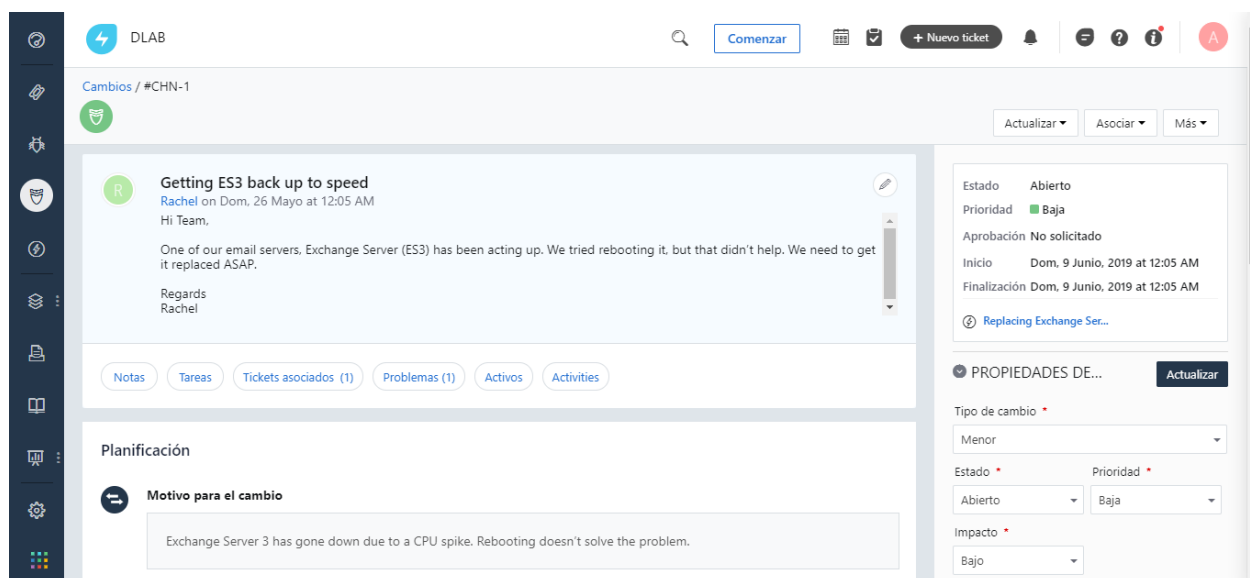 DLAB
Comenzar
+ Nuevo ticket
A
Cambios / #CHN-1
Actualizar
Asociar
Más
R
Getting ES3 back up to speed
Rachel on Dom, 26 Mayo at 12:05 AM
Hi Team,
One of our email servers, Exchange Server (ES3) has been acting up. We tried rebooting it, but that didn't help. We need to get
it replaced ASAP.
Regards
Rachel
Notas
Tareas
Tickets asociados (1)
Problemas (1)
Activos
Activities
Planificación
Motivo para el cambio
Exchange Server 3 has gone down due to a CPU spike. Rebooting doesn't solve the problem.
Estado Abierto
Prioridad Baja
Aprobación No solicitado
Inicio Dom, 9 Junio, 2019 at 12:05 AM
Finalización Dom, 9 Junio, 2019 at 12:05 AM
Replacing Exchange Ser...
PROPIEDADES DE...
Actualizar
Tipo de cambio *
Menor
Estado * Prioridad *
Abierto Baja
Impacto *
Bajo